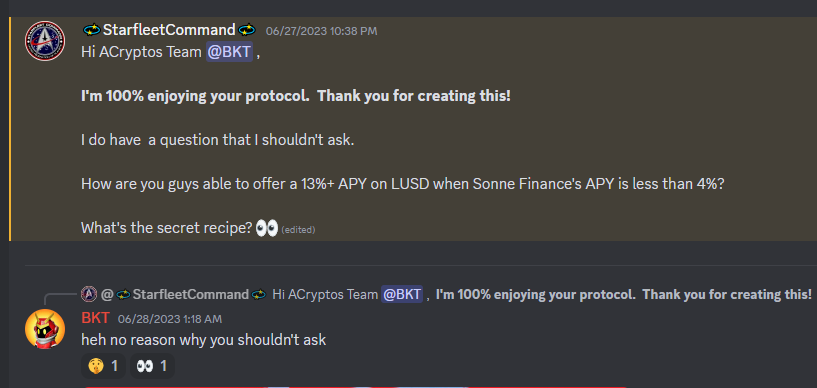 StarfleetCommand 06/27/2023 10:38 PM
Hi ACryptos Team @BKT ,
I'm 100% enjoying your protocol.  Thank you for creating this!
I do have  a question that I shouldn't ask.
How are you guys able to offer a 13%+ APY on LUSD when Sonne Finance's APY is less than 4%?
What's the secret recipe? 👀 (edited)
@ StarfleetCommand Hi ACryptos Team @BKT , I'm 100% enjoying your protocol.  Thank you for creating this!
BKT 06/28/2023 1:18 AM
heh no reason why you shouldn't ask
🤫 1 👀 1